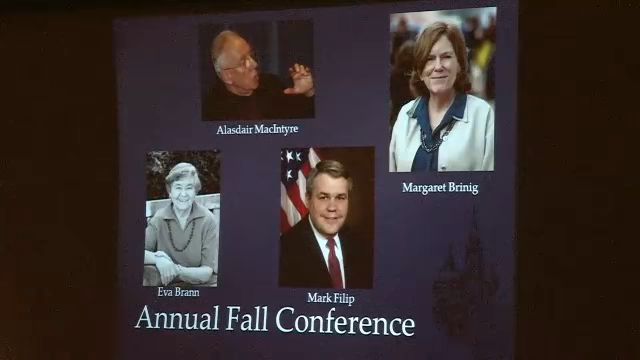 Alasdair MacIntyre
Margaret Brinig
Eva Brann
Mark Filip
Annual Fall Conference